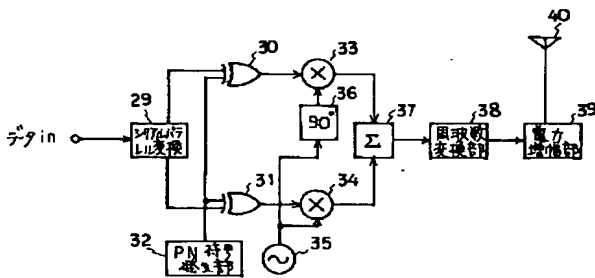 40
30
33
29
36
37
38
39
データin
シリアルパラ
レル変換
90°
Σ
周波数
変換部
電力
増幅部
31
34
32
PN符号
発生部
35